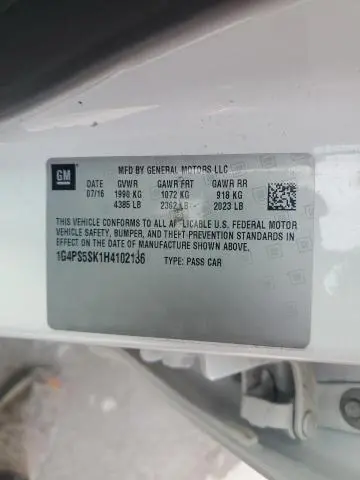 MFD BY GENERAL MOTORS LLC
GM
DATE GVWR GAWR FRT GAWR RR
07/16 1990 KG 1072 KG 918 KG
4385 LB 2362 LB 2023 LB
THIS VEHICLE CONFORMS TO ALL APPLICABLE U.S. FEDERAL MOTOR
VEHICLE SAFETY, BUMPER, AND THEFT PREVENTION STANDARDS IN
EFFECT ON THE DATE OF MANUFACTURE SHOWN ABOVE.
1G4PS5SK1H4102136 TYPE: PASS CAR